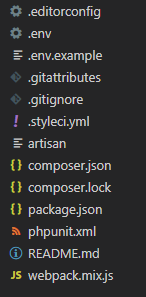 .editorconfig
.env
.env.example
.gitattributes
.gitignore
.styleci.yml
artisan
composer.json
composer.lock
package.json
phpunit.xml
README.md
webpack.mix.js